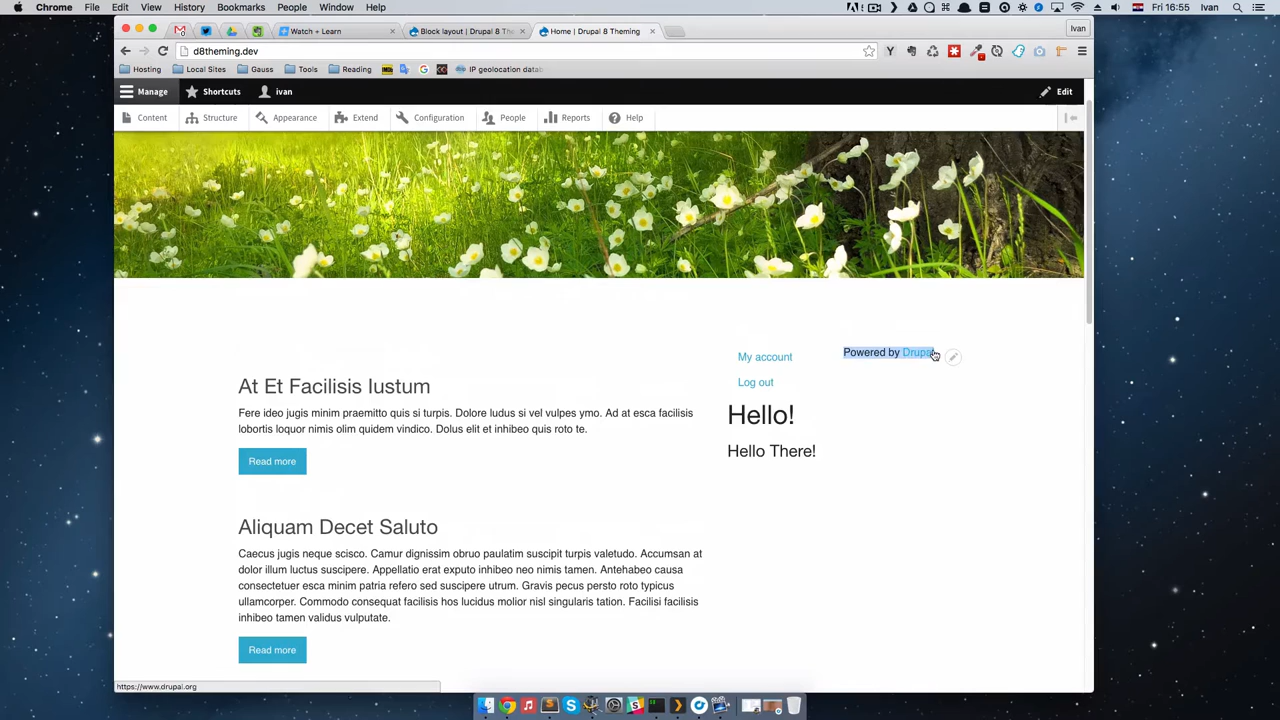 Chrome File Edit View History Bookmarks People Window Help
Fri 16:55 Ivan
Watch + Learn
Block layout | Drupal 8 The
Home | Drupal 8 Theming
Ivan
d8theming.dev
Hosting Local Sites Gauss Tools Reading IP geolocation datab
Manage Shortcuts ivan Edit
Content Structure Appearance Extend Configuration People Reports Help
My account
Powered by Drupal
Log out
Hello!
Hello There!
At Et Facilisis Iustum
Fere ideo jugis minim praemitto quis si turpis. Dolore ludus si vel vulpes ymo. Ad at esca facilisis
lobortis loquor nimis olim quidem vindico. Dolus elit et inhibeo quis roto te.
Read more
Aliquam Decet Saluto
Caecus jugis neque scisco. Camur dignissim obruo paulatim suscipit turpis valetudo. Accumsan at
dolor illum luctus suscipere. Appellatio erat exputo inhibeo neo nimis tamen. Antehabeo causa
consectetuer esca minim patria refero sed suscipere utrum. Gravis pecus persto roto typicus
ullamcorper. Commodo consequat facilisis hos lucidus molior nisl singularis tation. Facilisi facilisis
inhibeo tamen validus vulputate.
Read more
https://www.drupal.org